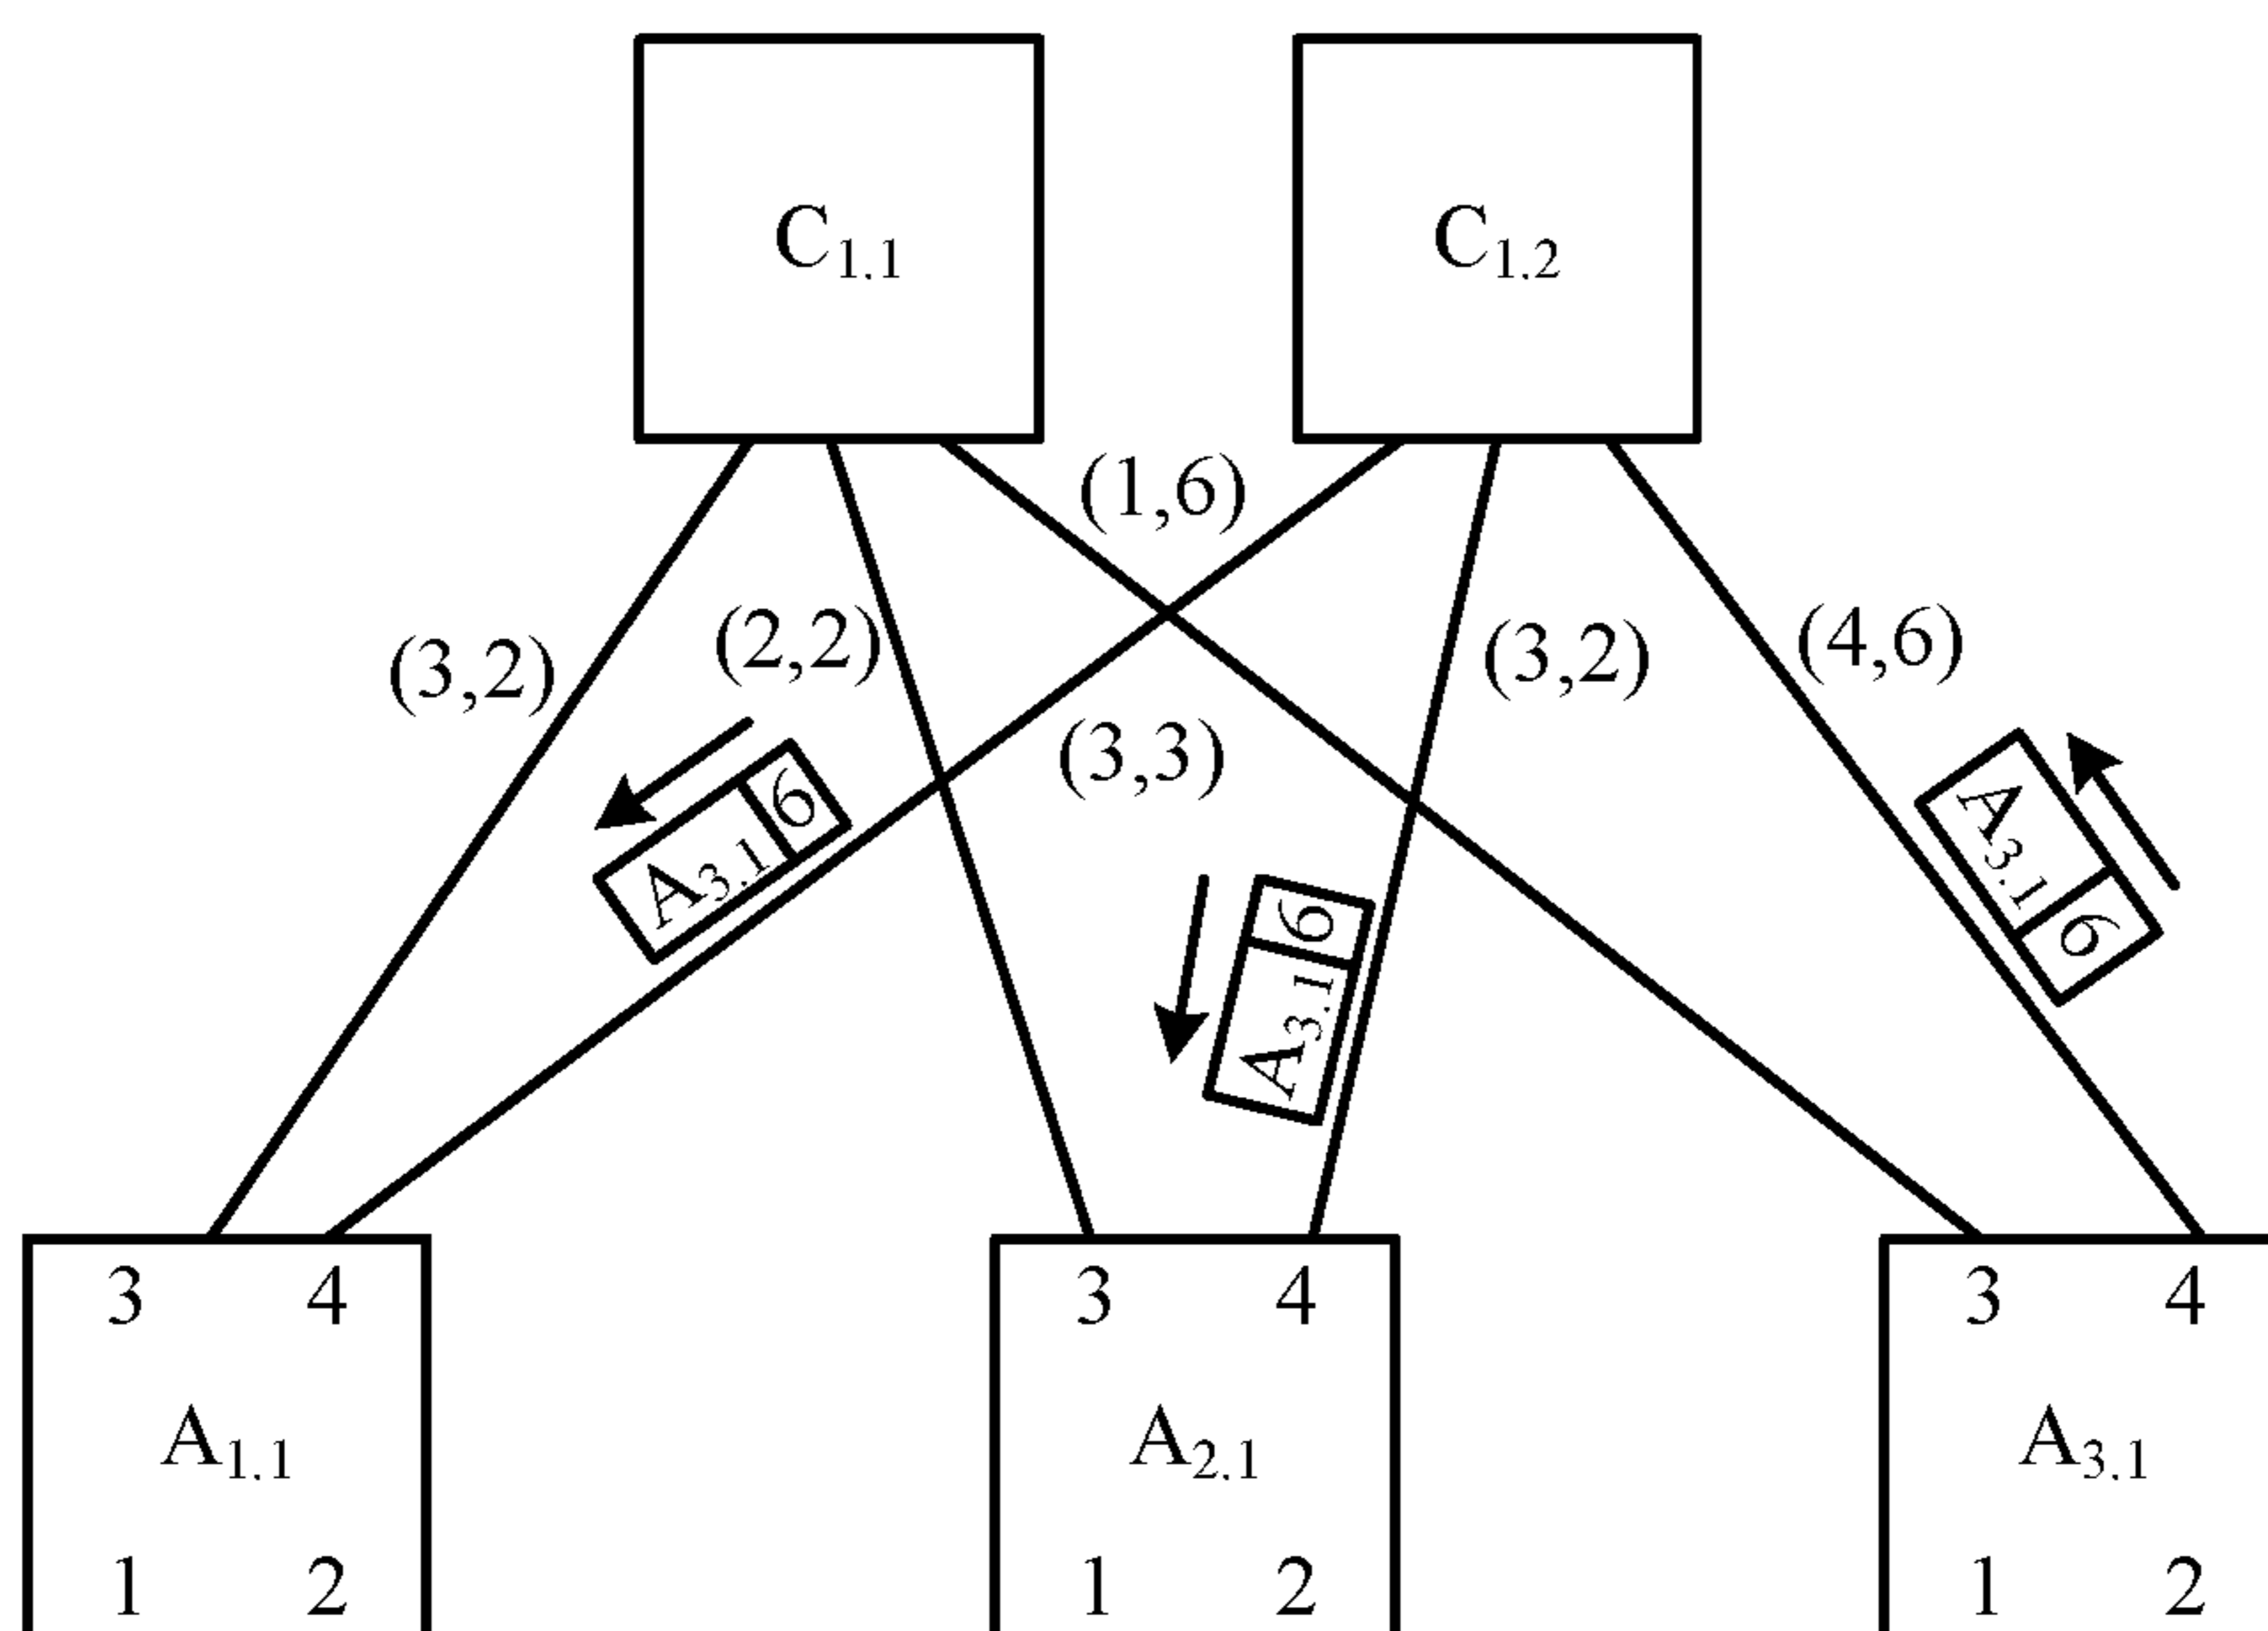 C1.1
C1.2
(1,6)
(3,2)
(2,2)
(3,3)
(3,2)
(4,6)
A3.1 6
A3.1 6
A3.1 6
3 4
A1.1
1 2
3 4
A2.1
1 2
3 4
A3.1
1 2